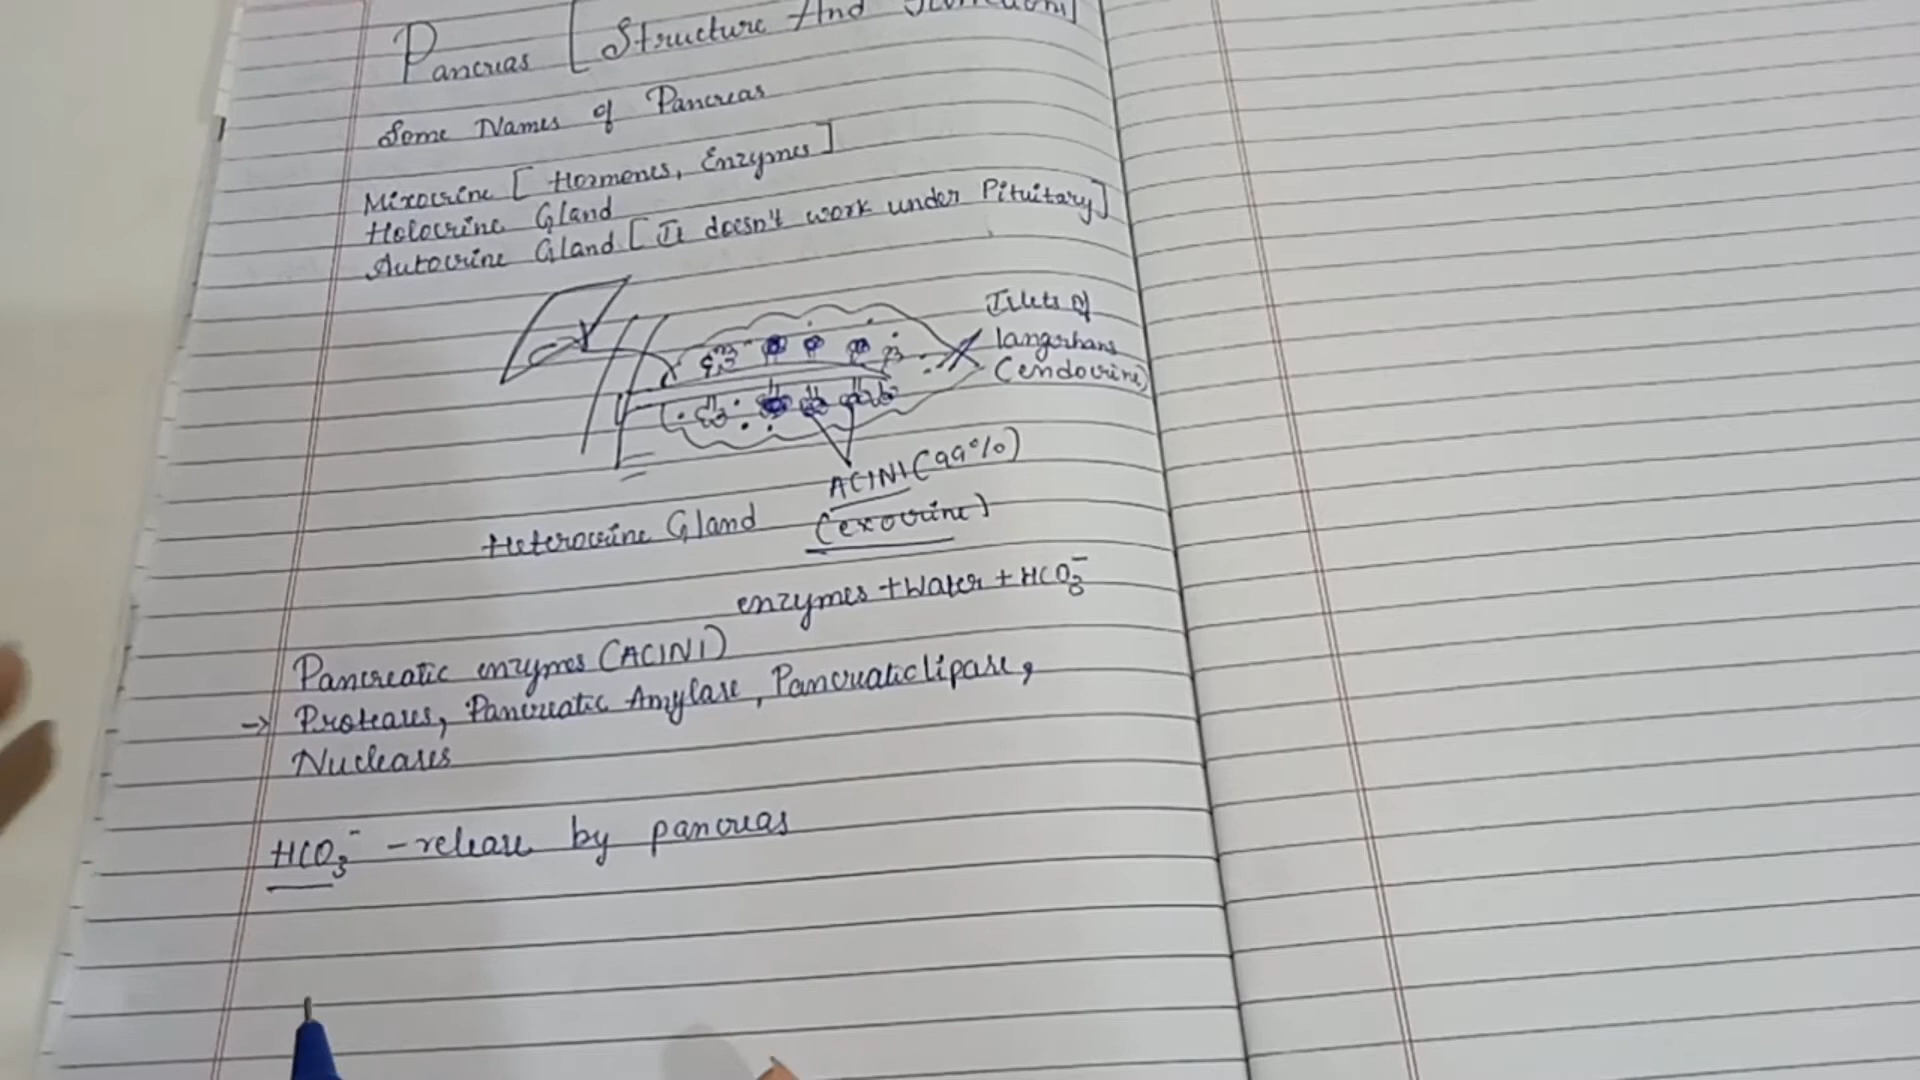 Pancreas [Structure And Functions]
Some Names of Pancreas
Mixocrine [Hormones, Enzymes]
Holocrine Gland
Autocrine Gland [It doesn't work under Pituitary]
Islets of
langerhans
(endocrine)
ACINI (99%)
Heterocrine Gland (exocrine)
enzymes + Water + HCO3-
Pancreatic enzymes (ACINI)
→ Proteases, Pancreatic Amylase, Pancreatic lipase,
Nucleases
HCO3- - release by pancreas